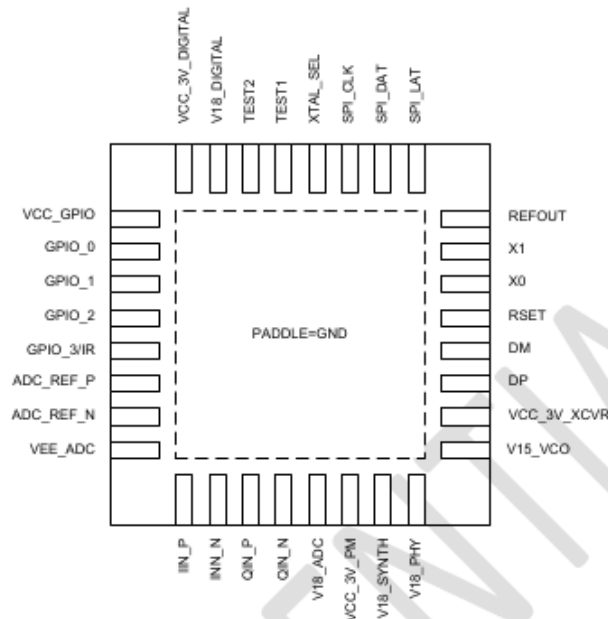 VCC_3V_DIGITAL
V18_DIGITAL
TEST2
TEST1
XTAL_SEL
SPI_CLK
SPI_DAT
SPI_LAT
VCC_GPIO
GPIO_0
GPIO_1
GPIO_2
GPIO_3/IR
ADC_REF_P
ADC_REF_N
VEE_ADC
PADDLE=GND
REFOUT
X1
X0
RSET
DM
DP
VCC_3V_XCVR
V15_VCO
IIN_P
INN_N
QIN_P
QIN_N
V18_ADC
VCC_3V_PM
V18_SYNTH
V18_PHY